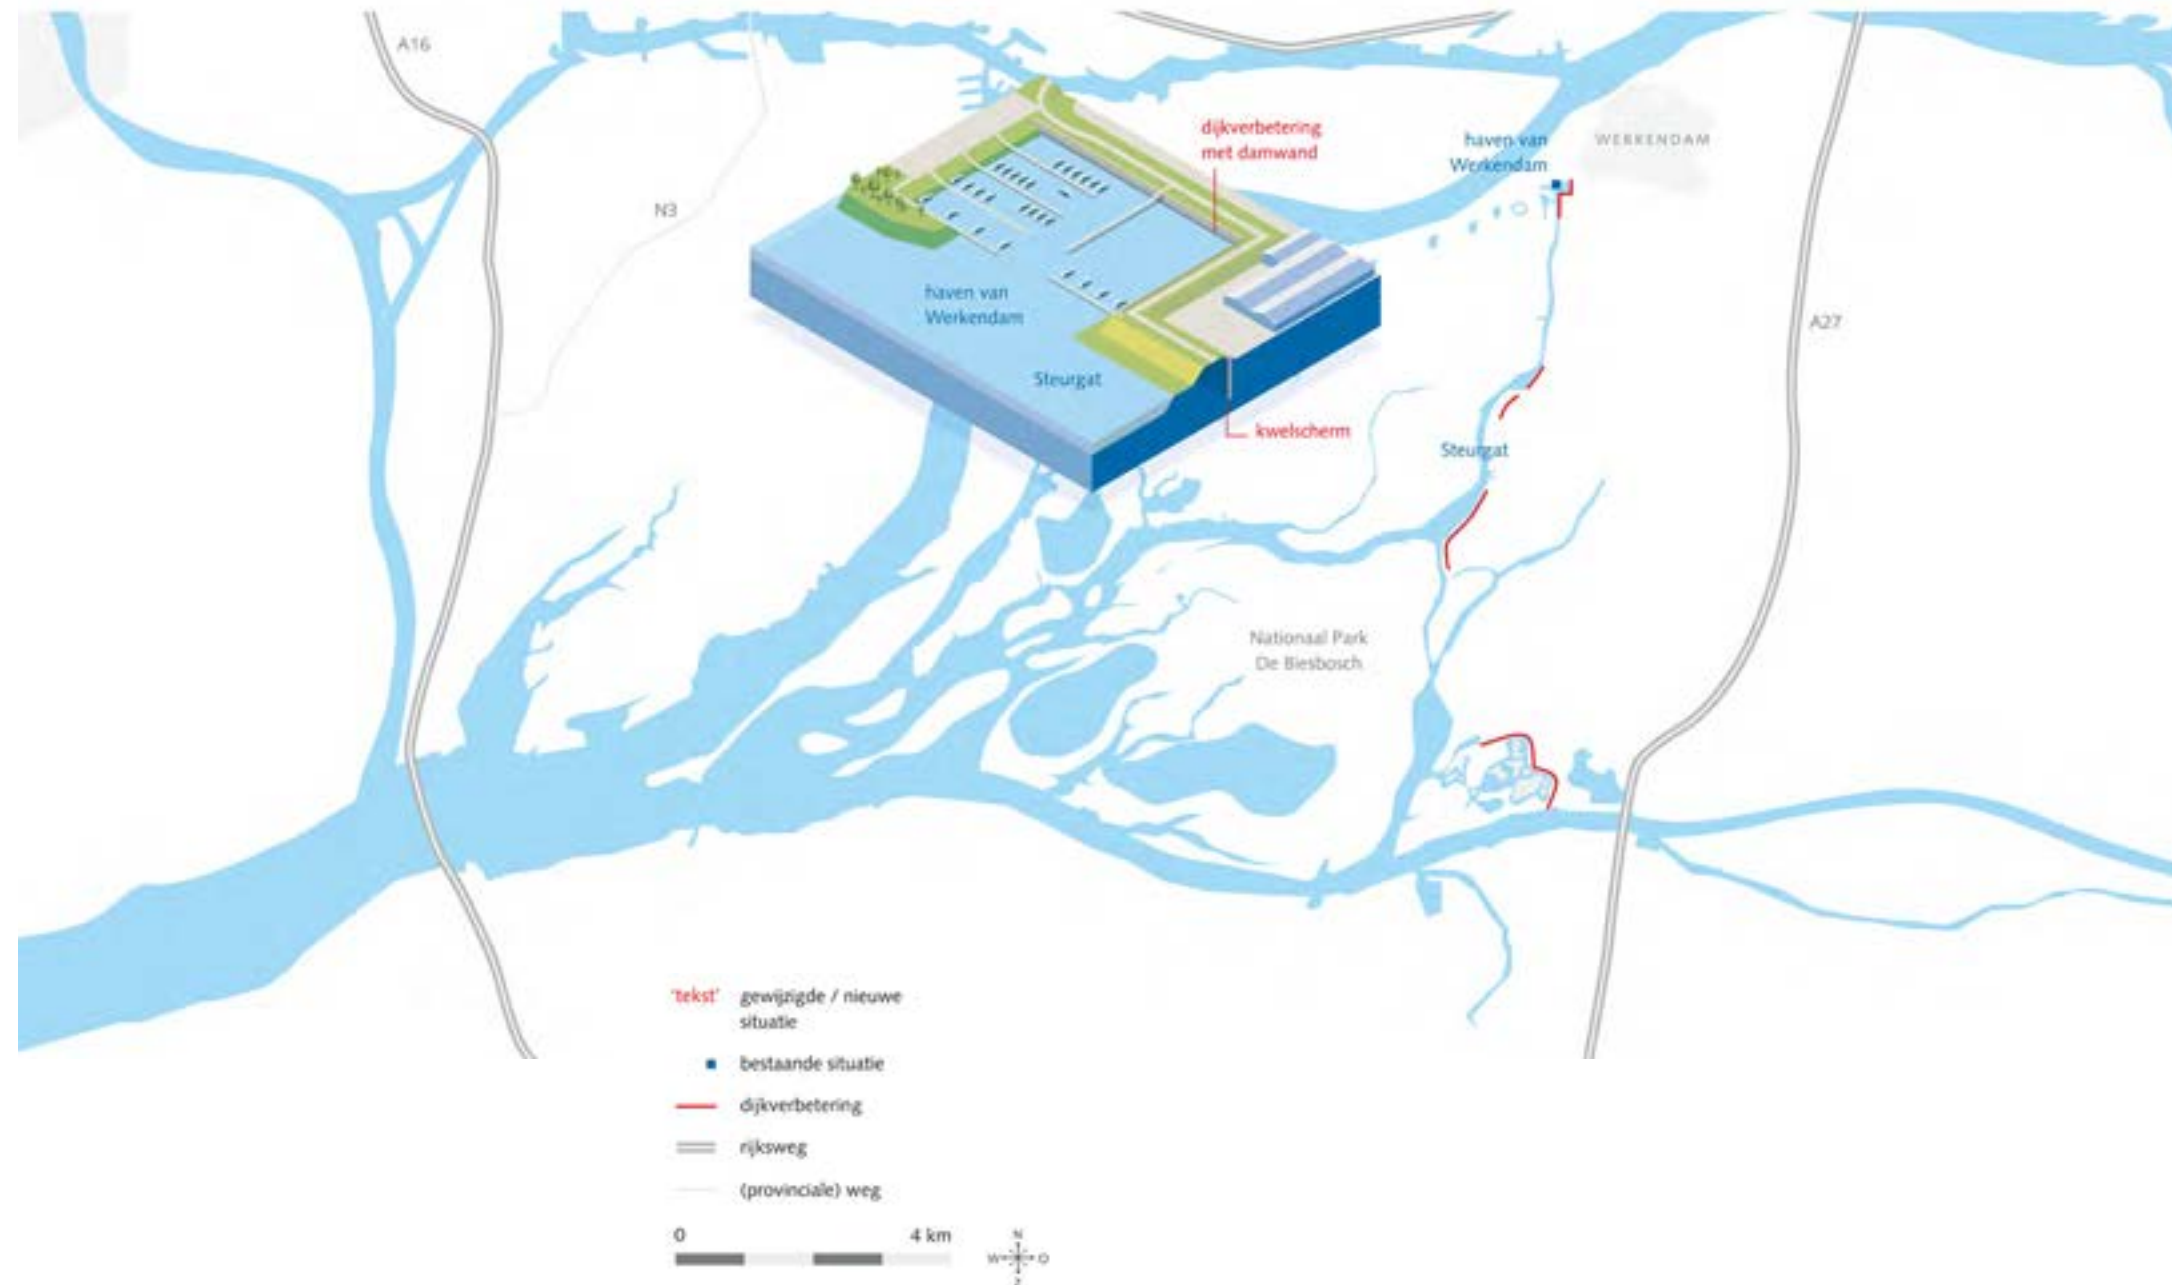 A16
dijkverbetering
met damwand
haven van
Werkendam
WERKENDAM
N3
haven van
Werkendam
A27
Steurgat
kwelscherm
Steurgat
Nationaal Park
De Biesbosch
'tekst' gewijzigde / nieuwe
situatie
bestaande situatie
dijkverbetering
rijksweg
(provinciale) weg
0 4 km
N
W O
Z